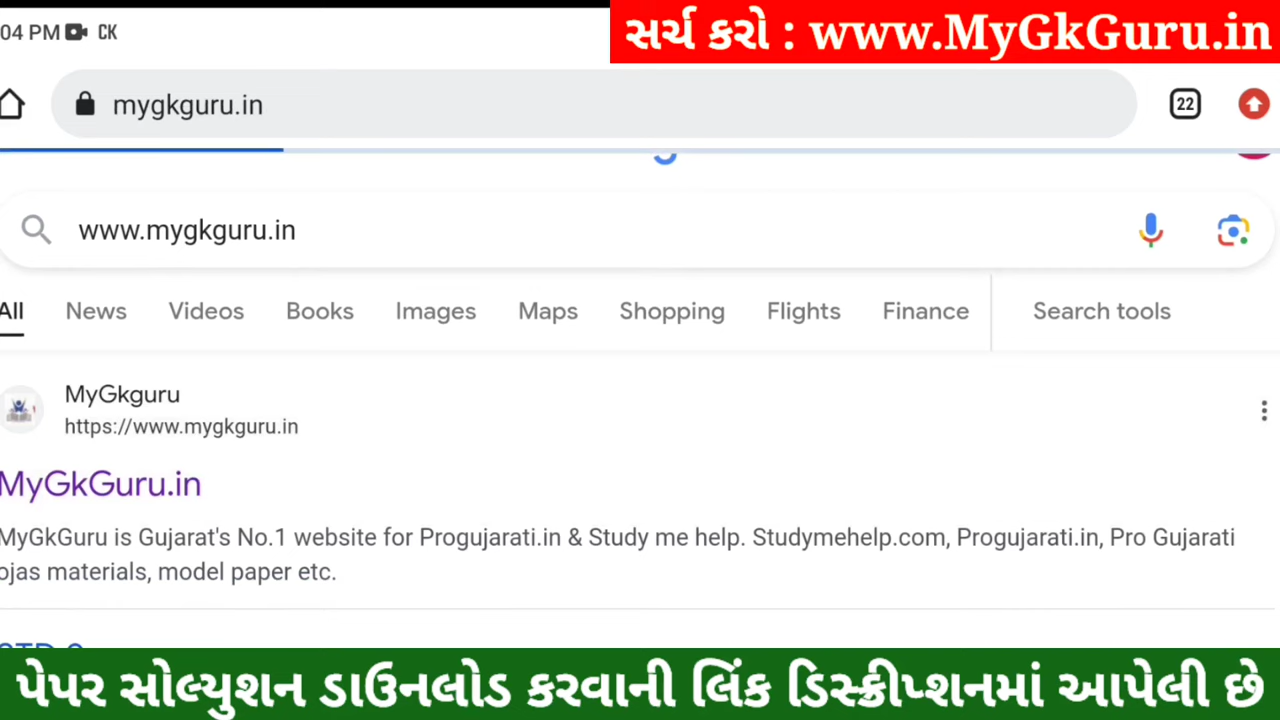 04 PM CK
સર્ચ કરો : www.MyGkGuru.in
mygkguru.in
22
www.mygkguru.in
All News Videos Books Images Maps Shopping Flights Finance Search tools
MyGkguru
https://www.mygkguru.in
MyGkGuru.in
MyGkGuru is Gujarat's No.1 website for Progujarati.in & Study me help. Studymehelp.com, Progujarati.in, Pro Gujarati
ojas materials, model paper etc.
પેપર સોલ્યુશન ડાઉનલોડ કરવાની લિંક ડિસ્ક્રીપ્શનમાં આપેલી છે